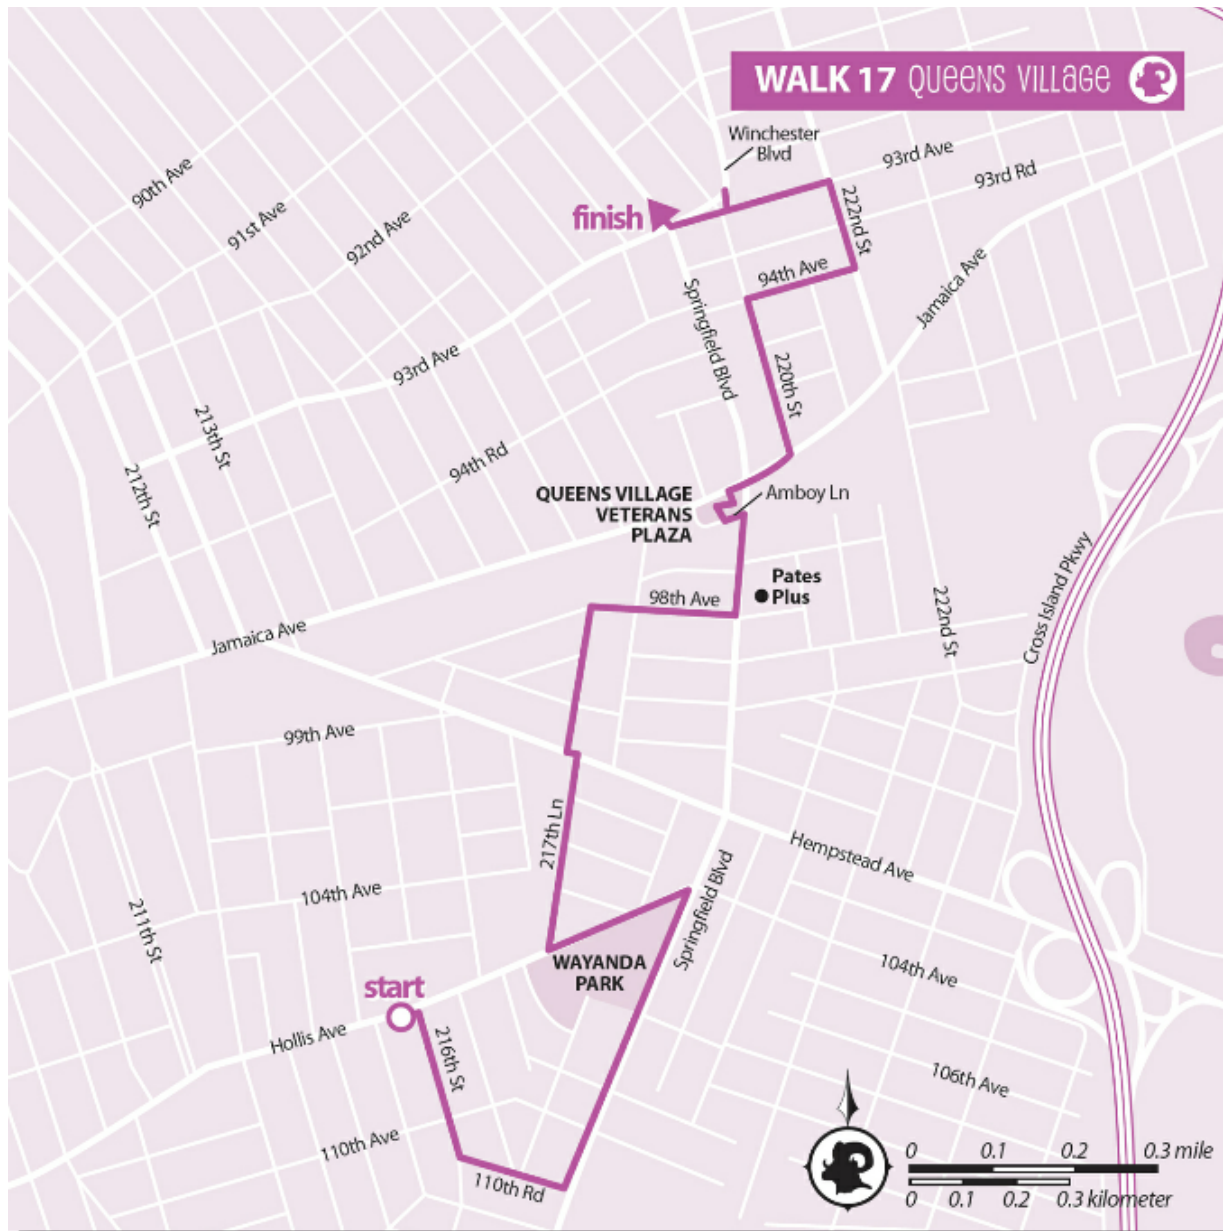 WALK 17 Queens Village
Winchester
Blvd
93rd Ave
93rd Rd
90th Ave
91st Ave
92nd Ave
finish
222nd St
94th Ave
Jamaica Ave
Springfield Blvd
220th St
93rd Ave
213th St
94th Rd
212th St
QUEENS VILLAGE
VETERANS
PLAZA
Amboy Ln
Pates
Plus
98th Ave
222nd St
Cross Island Pkwy
Jamaica Ave
99th Ave
217th Ln
Hempstead Ave
104th Ave
Springfield Blvd
211th St
WAYANDA
PARK
104th Ave
start
Hollis Ave
216th St
106th Ave
110th Ave
110th Rd
0 0.1 0.2 0.3 mile
0 0.1 0.2 0.3 kilometer